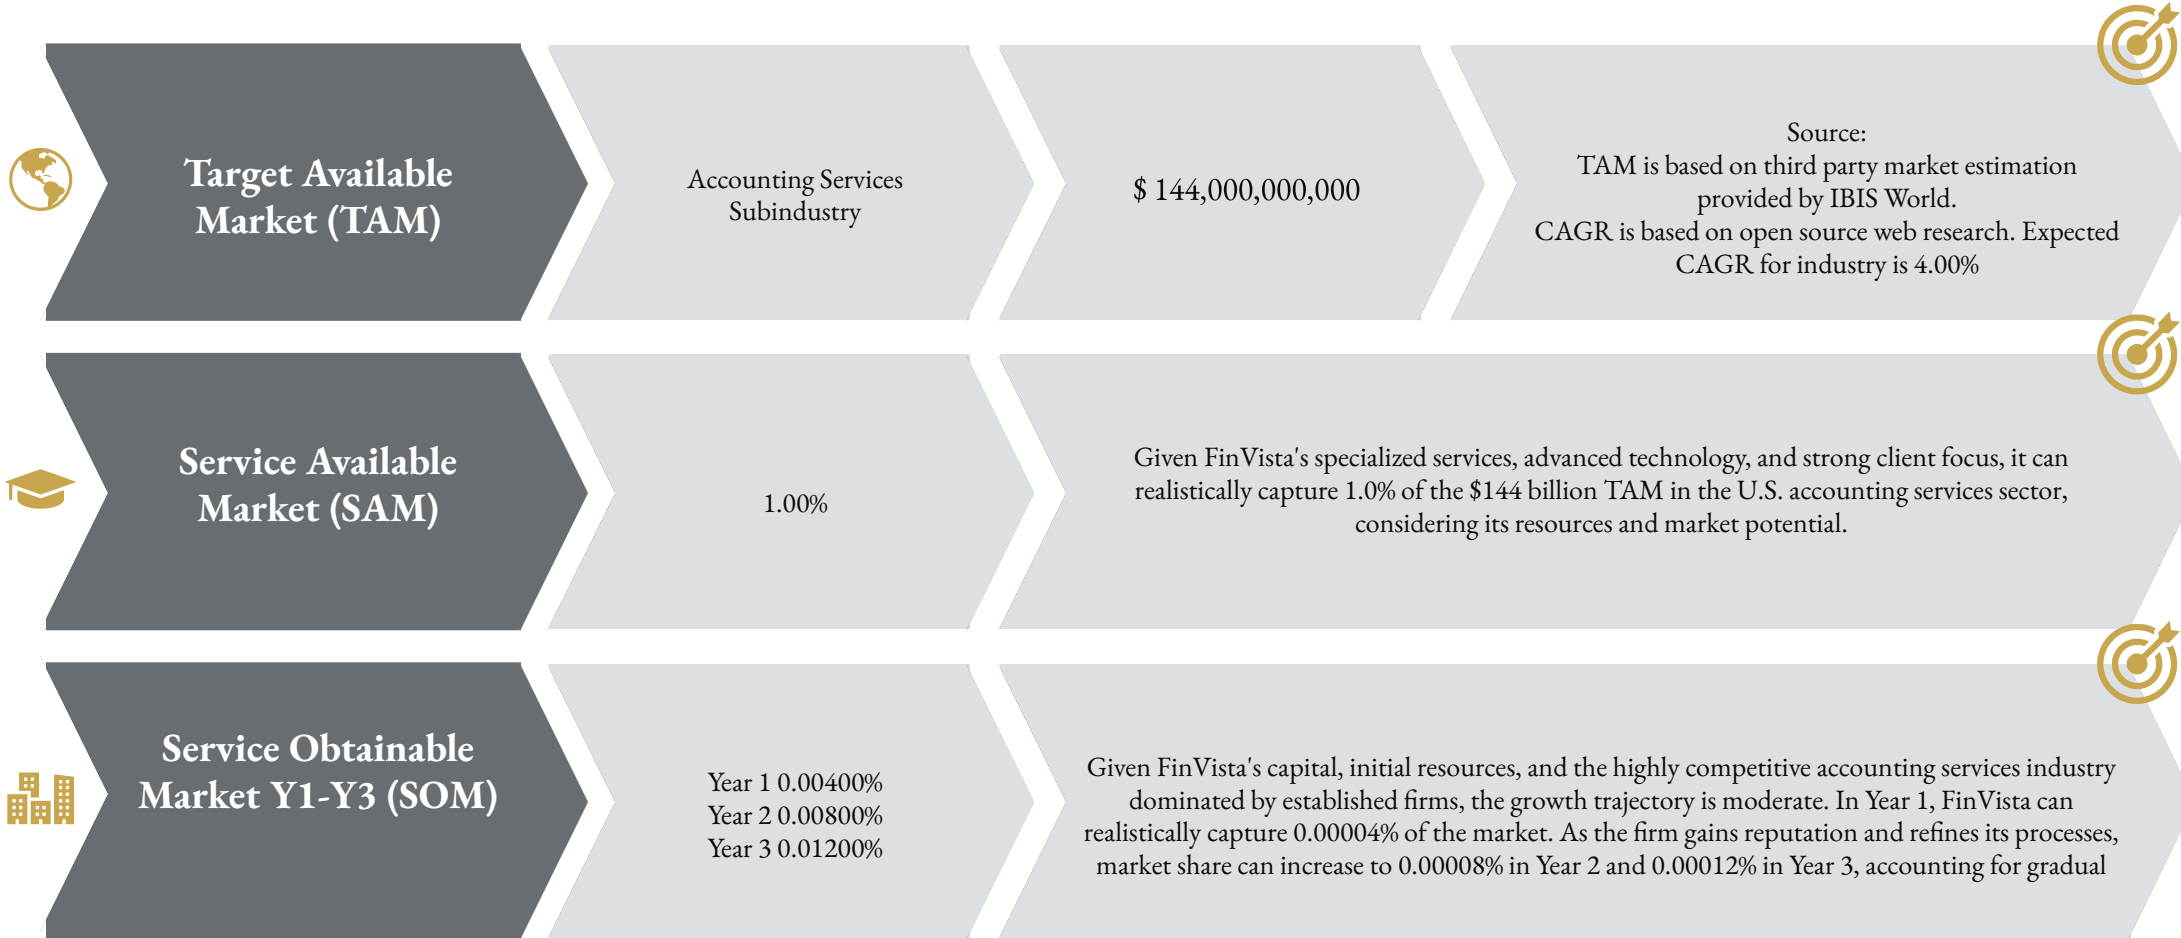 Target Available
Market (TAM)
Accounting Services
Subindustry
$ 144,000,000,000
Source:
TAM is based on third party market estimation
provided by IBIS World.
CAGR is based on open source web research. Expected
CAGR for industry is 4.00%
Service Available
Market (SAM)
1.00%
Given FinVista's specialized services, advanced technology, and strong client focus, it can
realistically capture 1.0% of the $144 billion TAM in the U.S. accounting services sector,
considering its resources and market potential.
Service Obtainable
Market Y1-Y3 (SOM)
Year 1 0.00400%
Year 2 0.00800%
Year 3 0.01200%
Given FinVista's capital, initial resources, and the highly competitive accounting services industry
dominated by established firms, the growth trajectory is moderate. In Year 1, FinVista can
realistically capture 0.00004% of the market. As the firm gains reputation and refines its processes,
market share can increase to 0.00008% in Year 2 and 0.00012% in Year 3, accounting for gradual